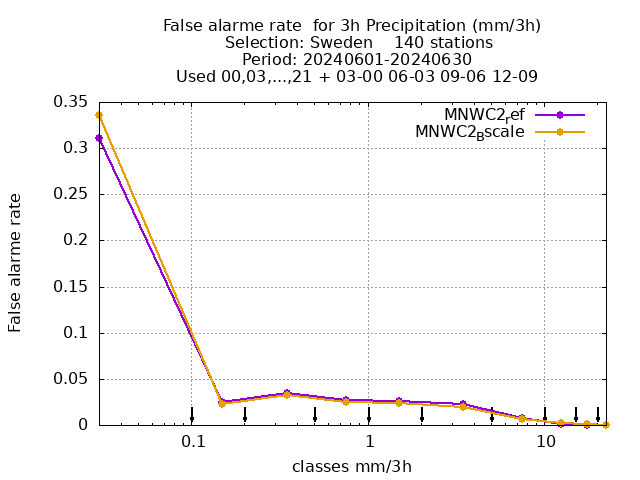 False alarme rate  for 3h Precipitation (mm/3h)
Selection: Sweden    140 stations
Period: 20240601-20240630
Used 00,03,...,21 + 03-00 06-03 09-06 12-09
MNWC2ref
MNWC2Bscale
0.35
0.3
0.25
0.2
0.15
0.1
0.05
0
False alarme rate
0.1
1
10
classes mm/3h